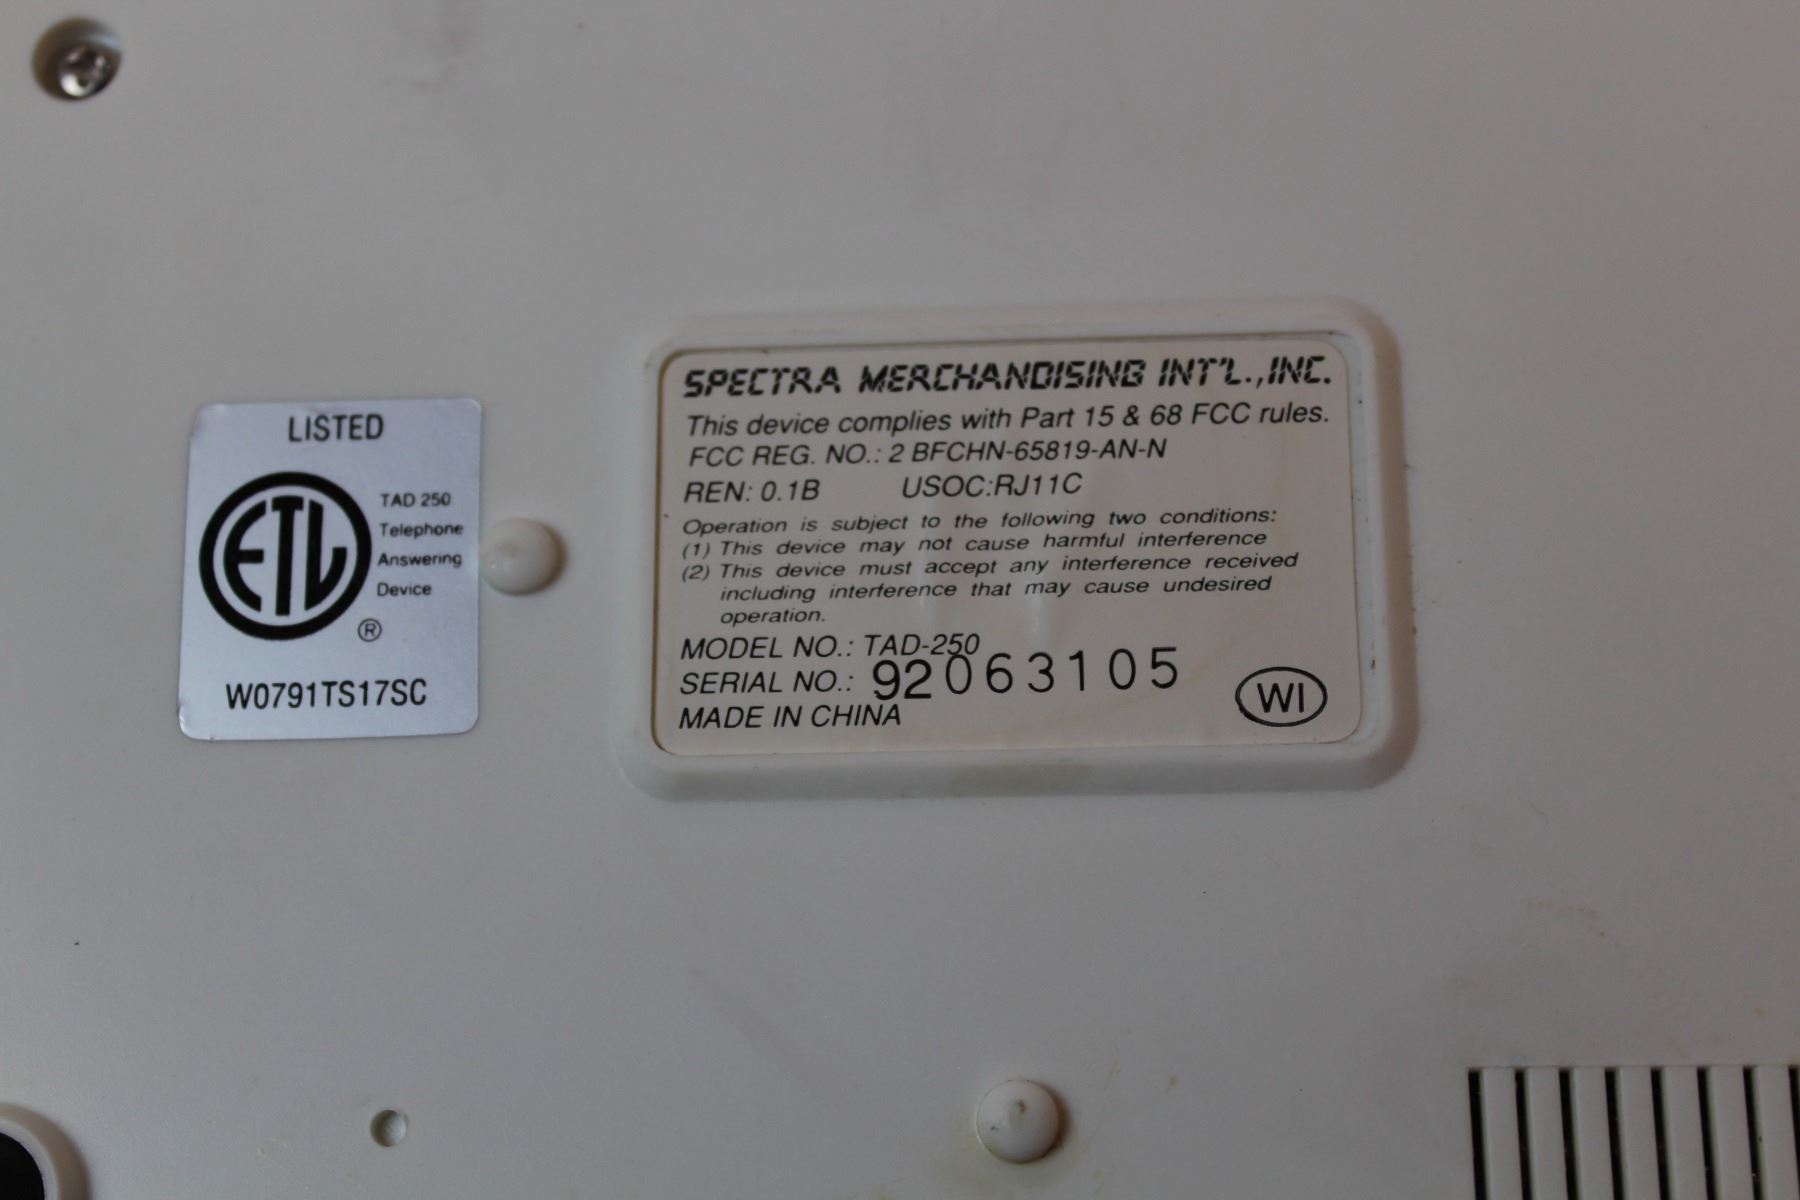 LISTED
ETL
TAD 250
Telephone
Answering
Device
®
W0791TS17SC
SPECTRA MERCHANDISING INT'L.,INC.
This device complies with Part 15 & 68 FCC rules.
FCC REG. NO.: 2 BFCHN-65819-AN-N
REN: 0.1B USOC:RJ11C
Operation is subject to the following two conditions:
(1) This device may not cause harmful interference
(2) This device must accept any interference received
including interference that may cause undesired
operation.
MODEL NO.: TAD-250
SERIAL NO.: 92063105
MADE IN CHINA
WI